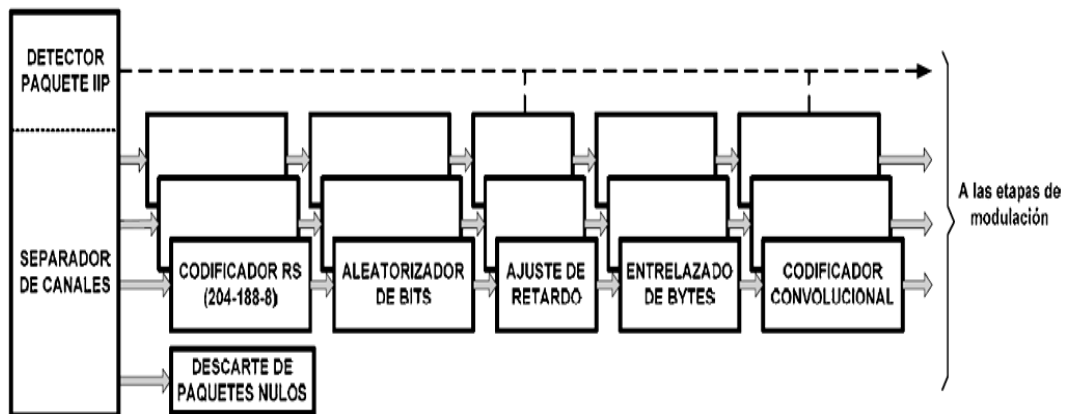 DETECTOR
PAQUETE IIP
SEPARADOR
DE CANALES
CODIFICADOR RS
(204-188-8)
ALEATORIZADOR
DE BITS
AJUSTE DE
RETARDO
ENTRELAZADO
DE BYTES
CODIFICADOR
CONVOLUCIONAL
DESCARTE DE
PAQUETES NULOS
A las etapas de
modulación